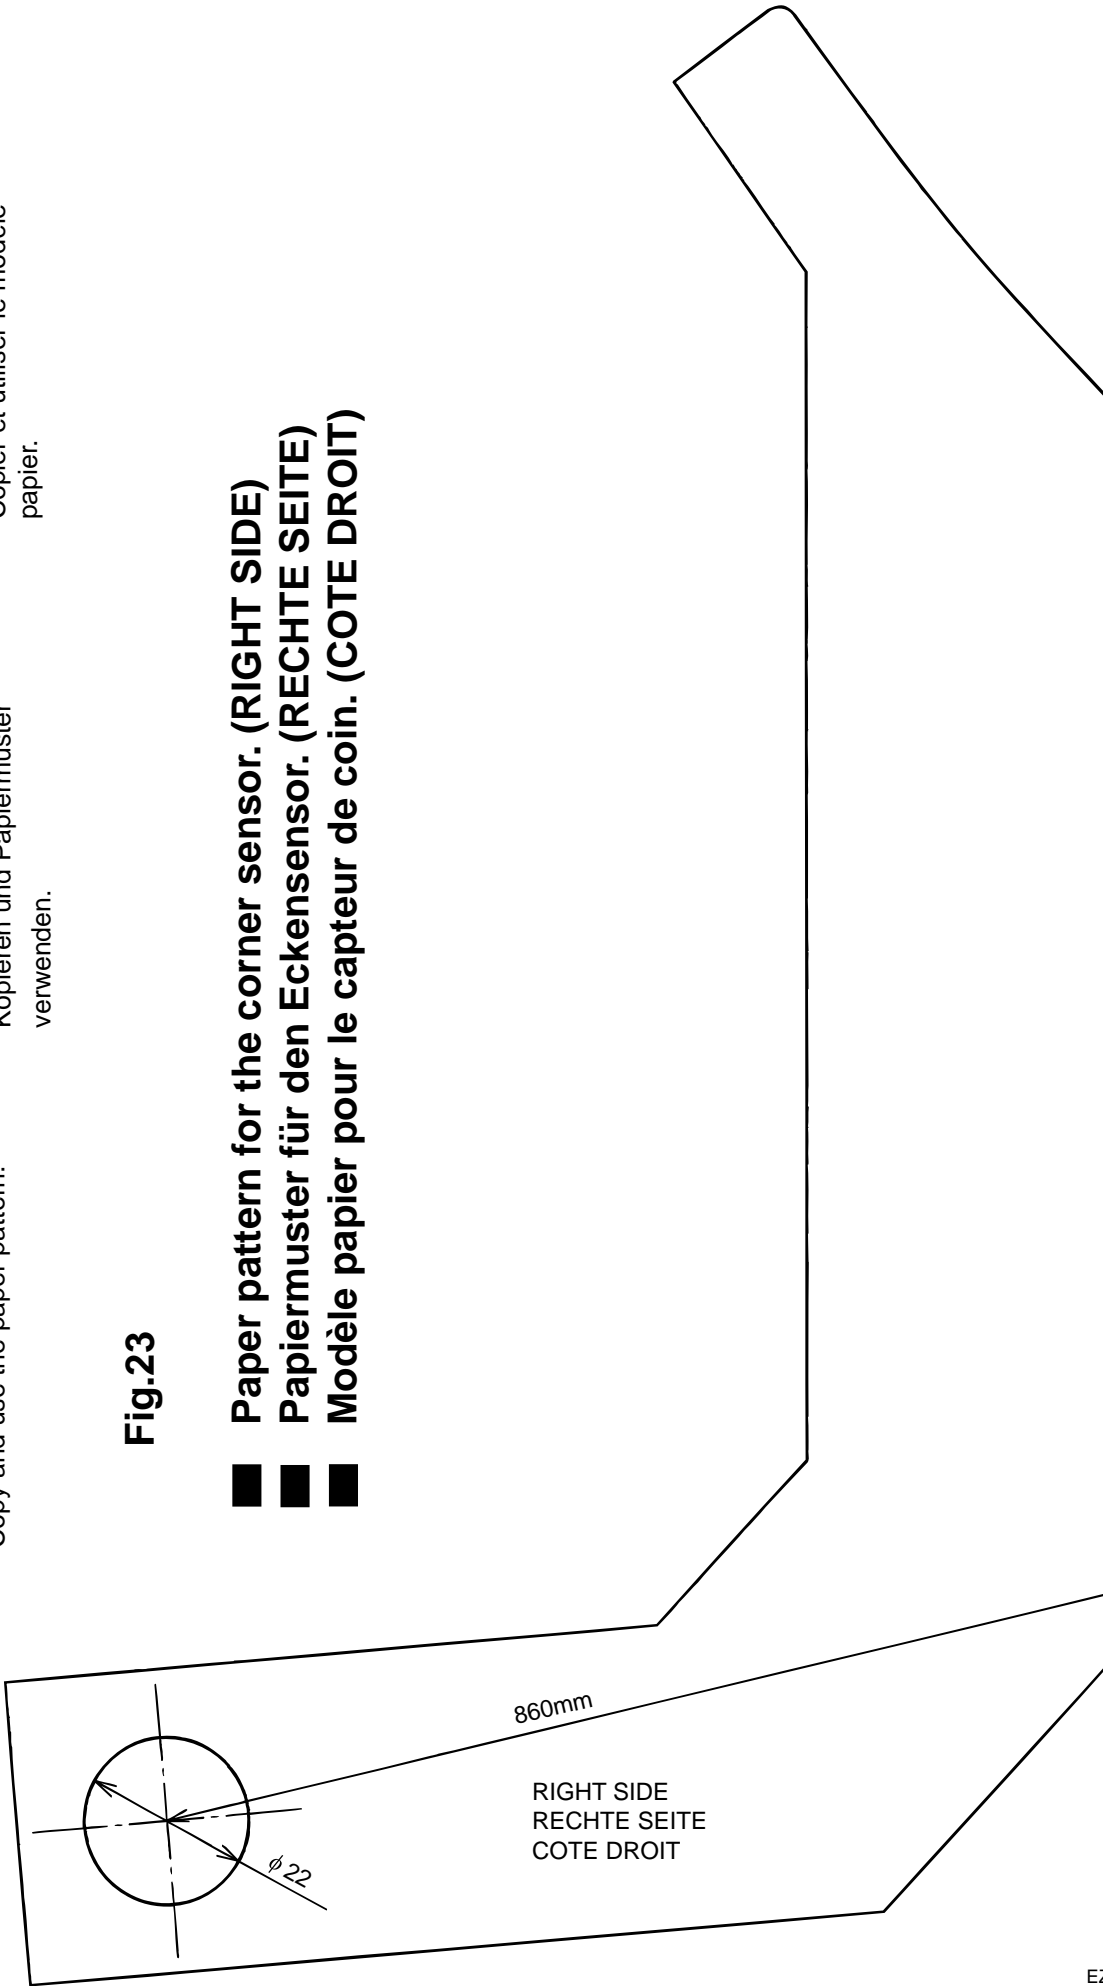 Copy and use the paper pattern.
Kopieren und Papiermuster
verwenden.
Copier et utiliser le modèle
papier.
Fig.23
Paper pattern for the corner sensor. (RIGHT SIDE)
Papiermuster für den Eckensensor. (RECHTE SEITE)
Modèle papier pour le capteur de coin. (COTE DROIT)
860mm
RIGHT SIDE
RECHTE SEITE
COTE DROIT
ϕ 22